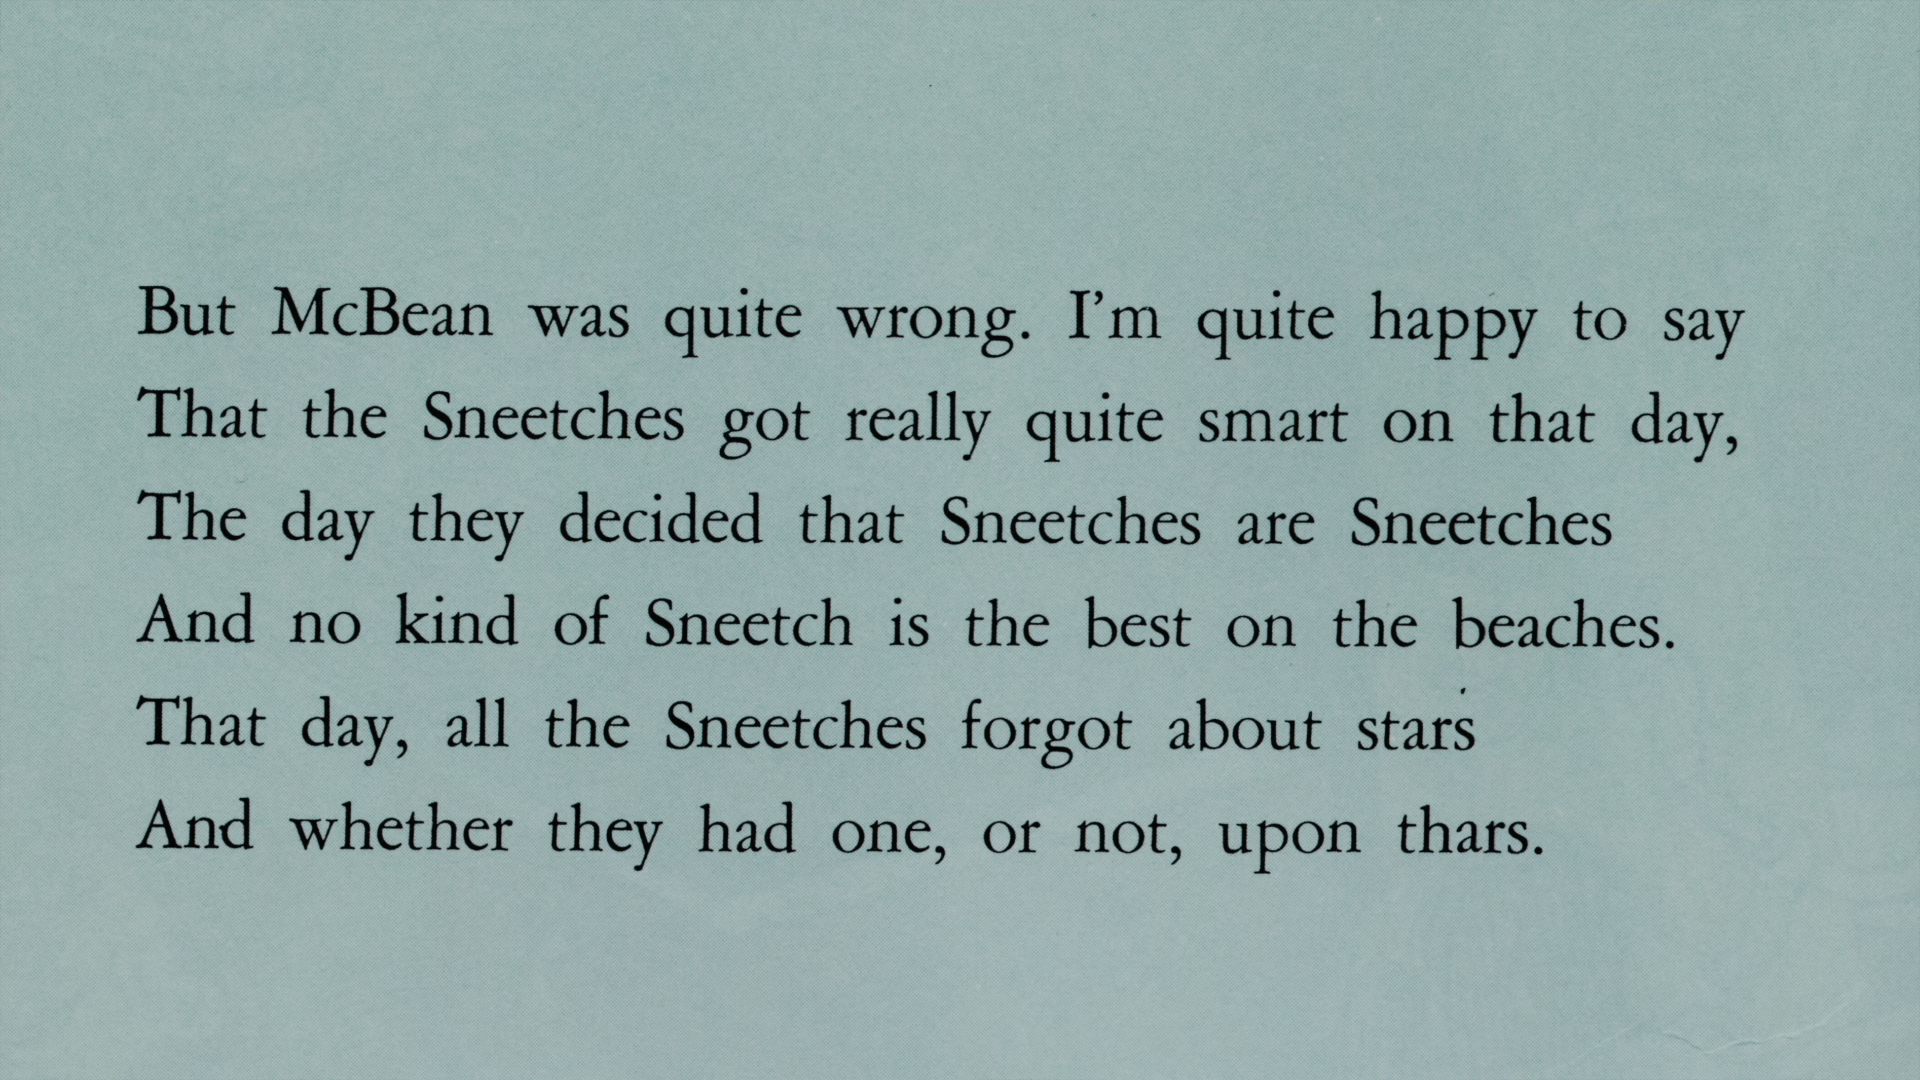 But McBean was quite wrong. I’m quite happy to say
That the Sneetches got really quite smart on that day,
The day they decided that Sneetches are Sneetches
And no kind of Sneetch is the best on the beaches.
That day, all the Sneetches forgot about stars
And whether they had one, or not, upon thars.